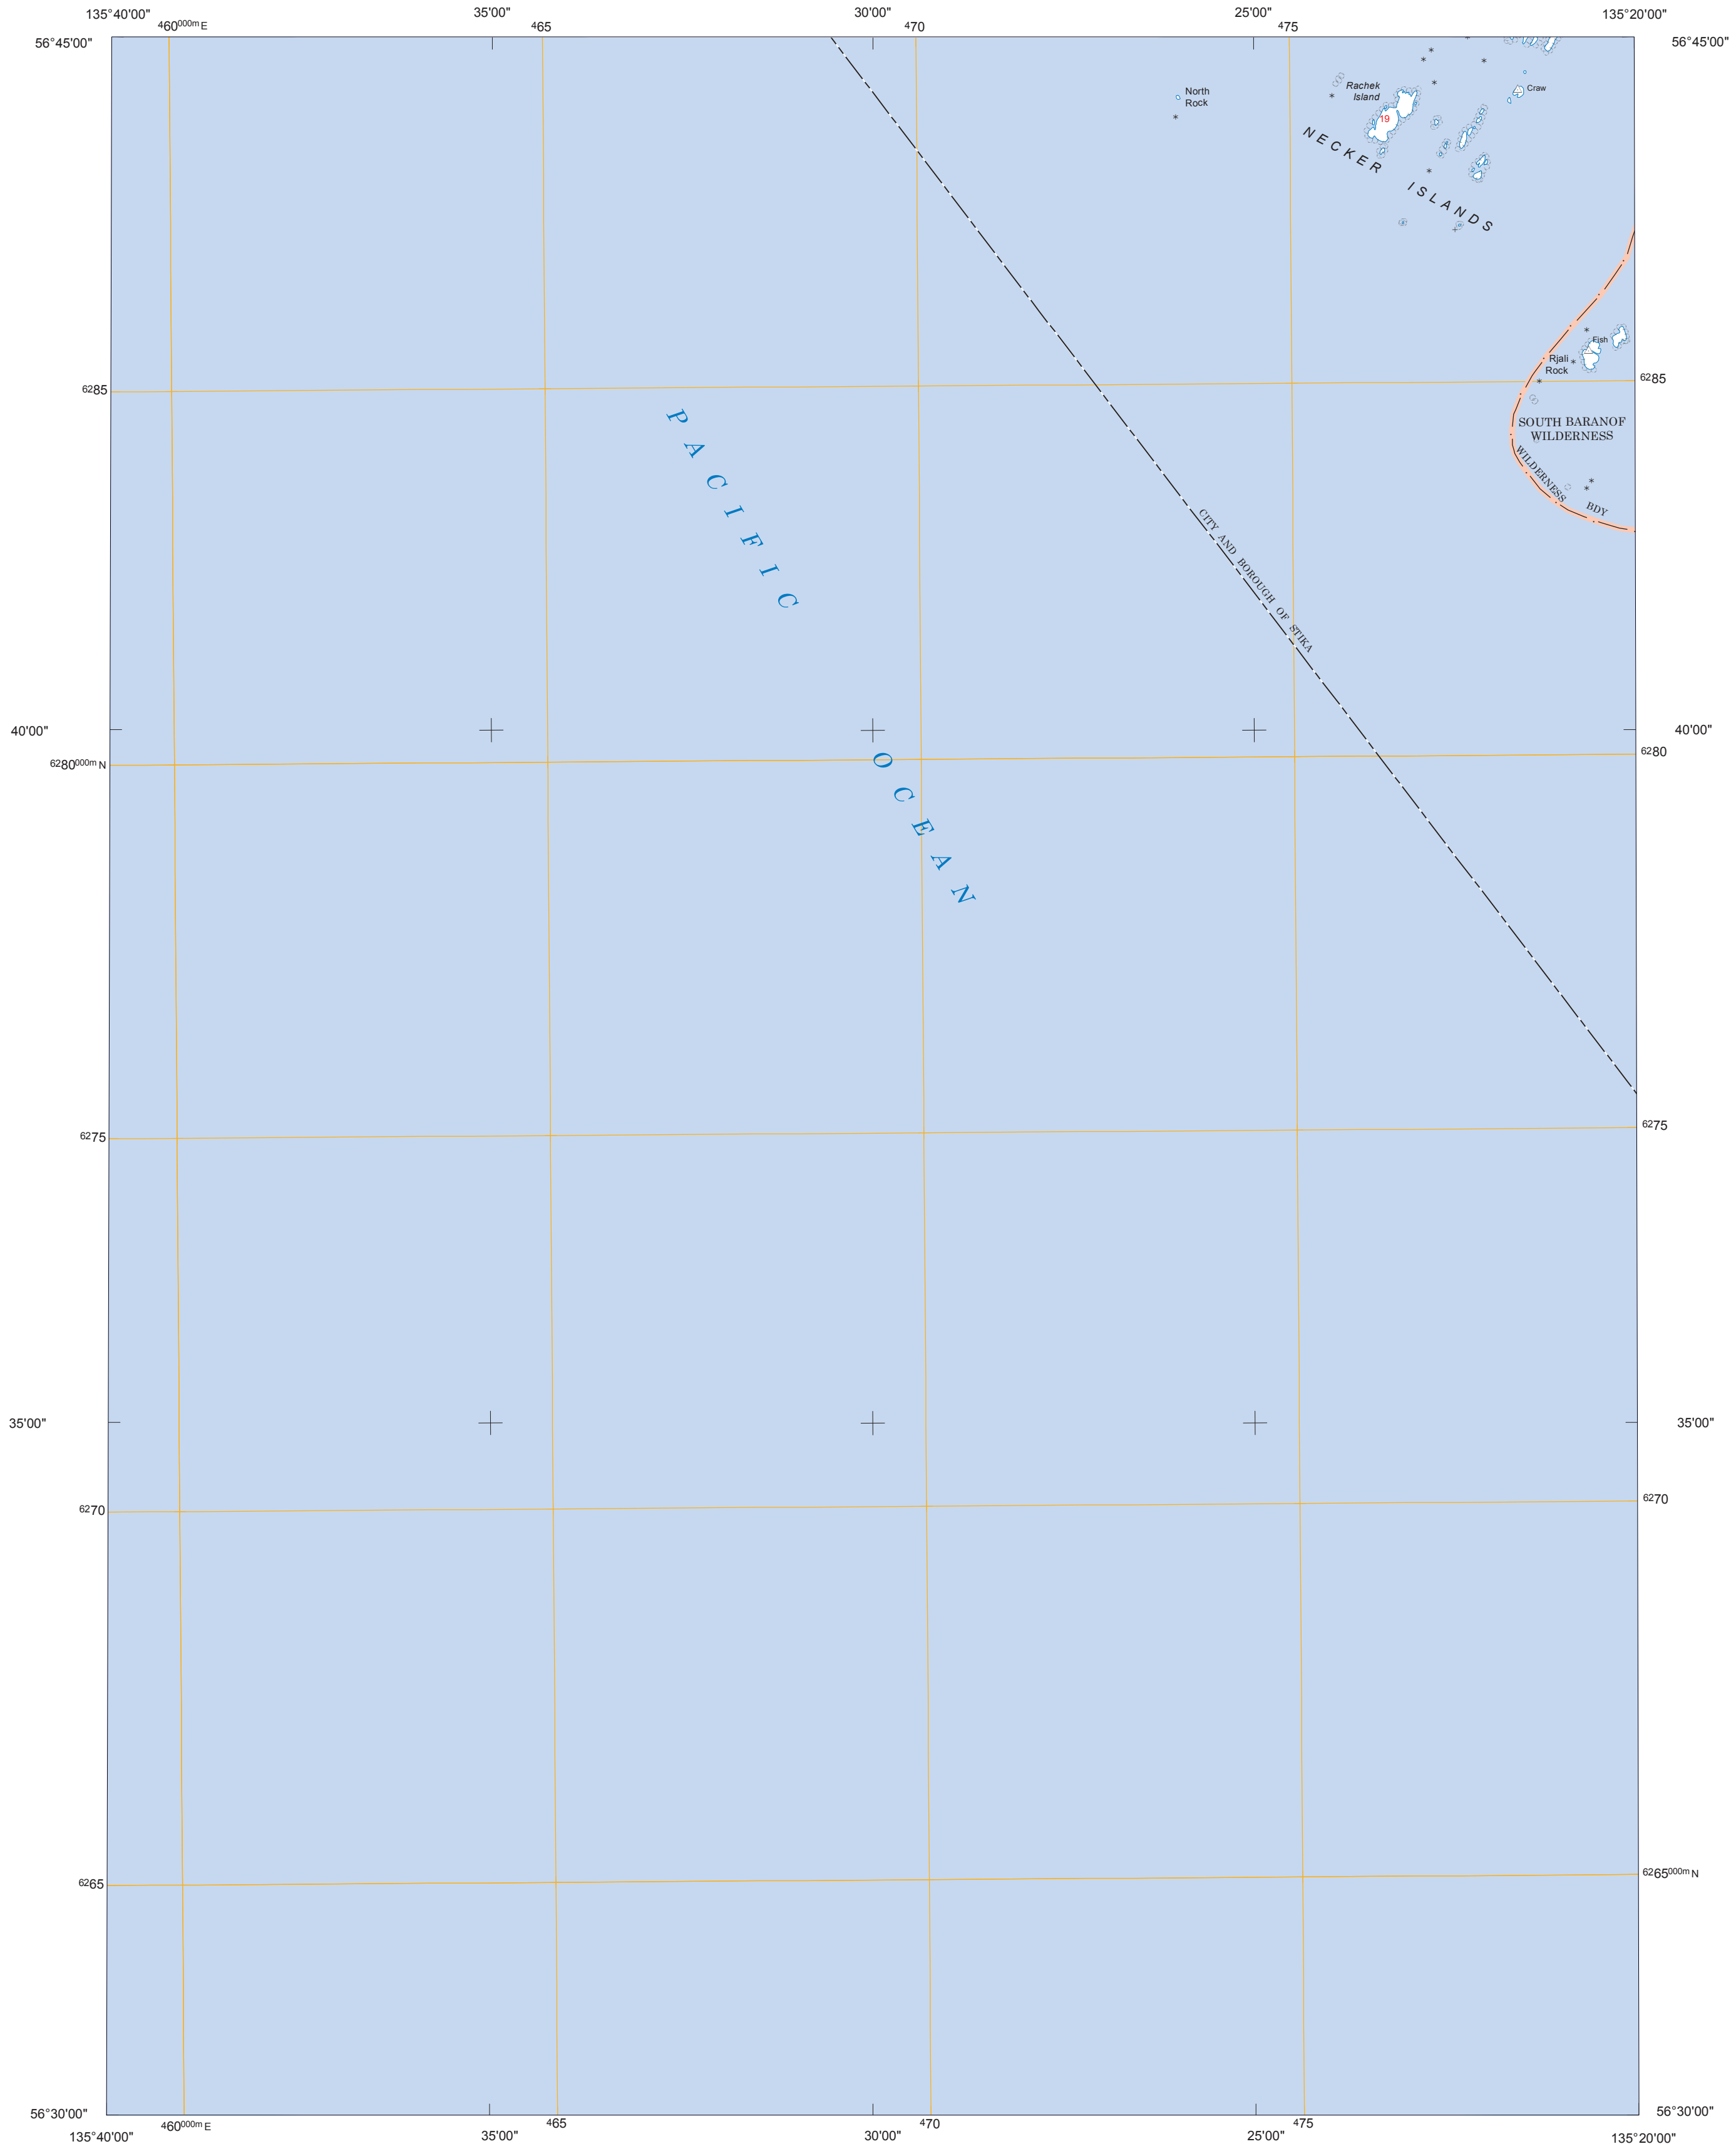 135°40'00"
35'00"
30'00"
25'00"
135°20'00"
460000m E
465
470
475
56°45'00"
56°45'00"
North
Rock
Rachek
Island
19
Craw
NECKER ISLANDS
Fish
Rjali
Rock
6285
6285
SOUTH BARANOF
WILDERNESS
WILDERNESS BDY
PACIFIC
CITY AND BOROUGH OF STIKA
40'00"
40'00"
6280000m N
6280
OCEAN
6275
6275
35'00"
35'00"
6270
6270
6265
6265000m N
56°30'00"
56°30'00"
460000m E
465
470
475
135°40'00"
35'00"
30'00"
25'00"
135°20'00"